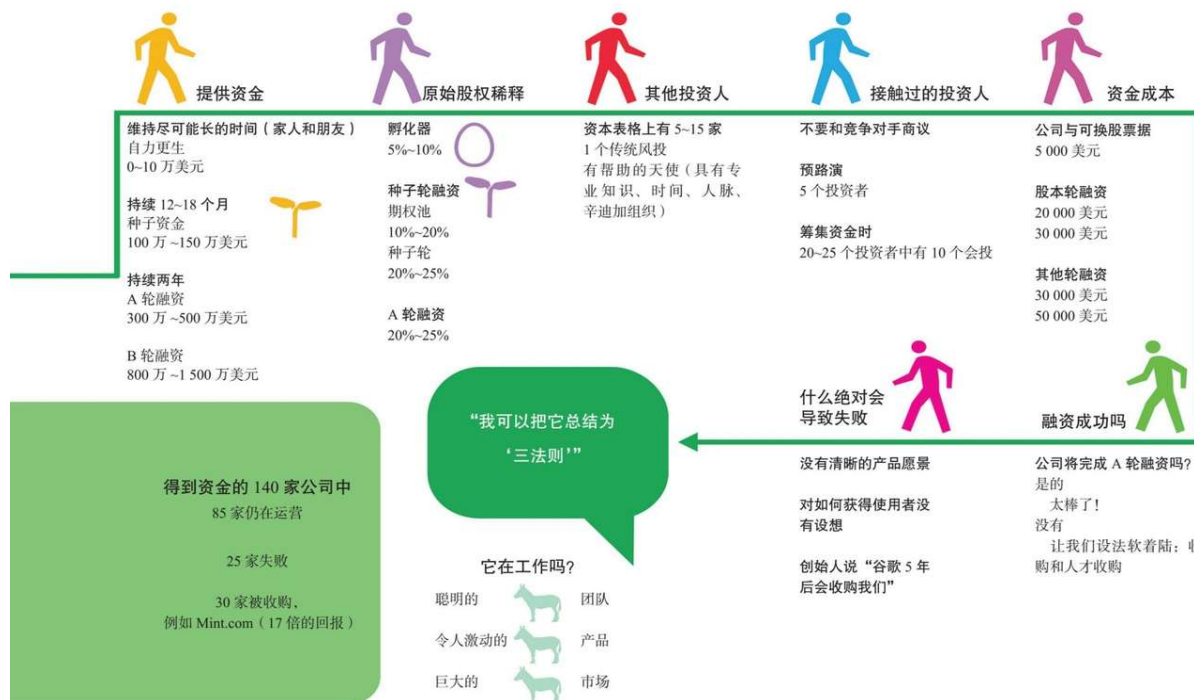 提供资金
维持尽可能长的时间（家人和朋友）
自力更生
0~10 万美元
持续 12~18 个月
种子资金
100 万 ~150 万美元
持续两年
A 轮融资
300 万 ~500 万美元
B 轮融资
800 万 ~1 500 万美元
原始股权稀释
孵化器
5%~10%
种子轮融资
期权池
10%~20%
种子轮
20%~25%
A 轮融资
20%~25%
其他投资人
资本表格上有 5~15 家
1 个传统风投
有帮助的天使（具有专
业知识、时间、人脉、
辛迪加组织）
接触过的投资人
不要和竞争对手商议
预路演
5 个投资者
筹集资金时
20~25 个投资者中有 10 个会投
资金成本
公司与可换股票据
5 000 美元
股本轮融资
20 000 美元
30 000 美元
其他轮融资
30 000 美元
50 000 美元
融资成功吗
公司将完成 A 轮融资吗?
是的
太棒了!
没有
让我们设法软着陆：
购和人才收购
什么绝对会
导致失败
没有清晰的产品愿景
对如何获得使用者没
有设想
创始人说“谷歌 5 年
后会收购我们”
“我可以把它总结为
‘三法则’”
它在工作吗?
聪明的 团队
令人激动的 产品
巨大的 市场
得到资金的 140 家公司中
85 家仍在运营
25 家失败
30 家被收购，
例如 Mint.com（17 倍的回报）